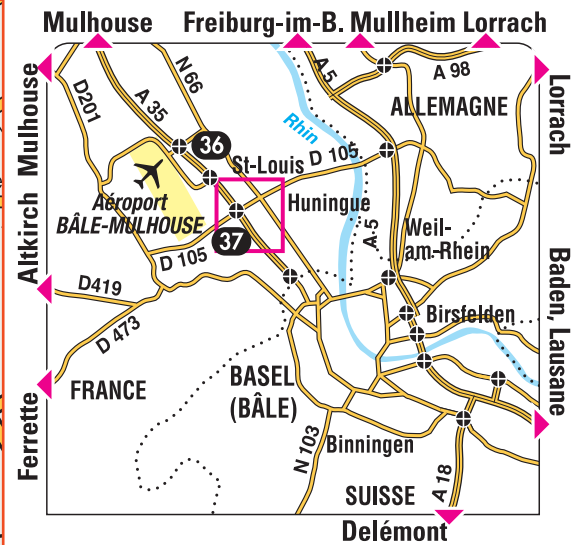 Mulhouse Freiburg-im-B. Mullheim Lorrach
Mulhouse
Altkirch
Ferrette
Lorrach
Baden, Lausanne
Delémont
D201
A 35
N 66
A 5
A 98
ALLEMAGNE
Rhin
36
St-Louis
D 105
Aéroport
BÂLE-MULHOUSE
Huningue
37
D 105
A 5
Weil-
am-Rhein
D419
D 473
Birsfelden
FRANCE
BASEL
(BÂLE)
N 103
Binningen
SUISSE
A 18